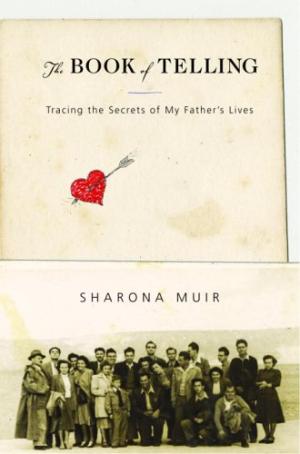 The BOOK of TELLING
Tracing the Secrets of My Father's Lives
SHARONA MUIR